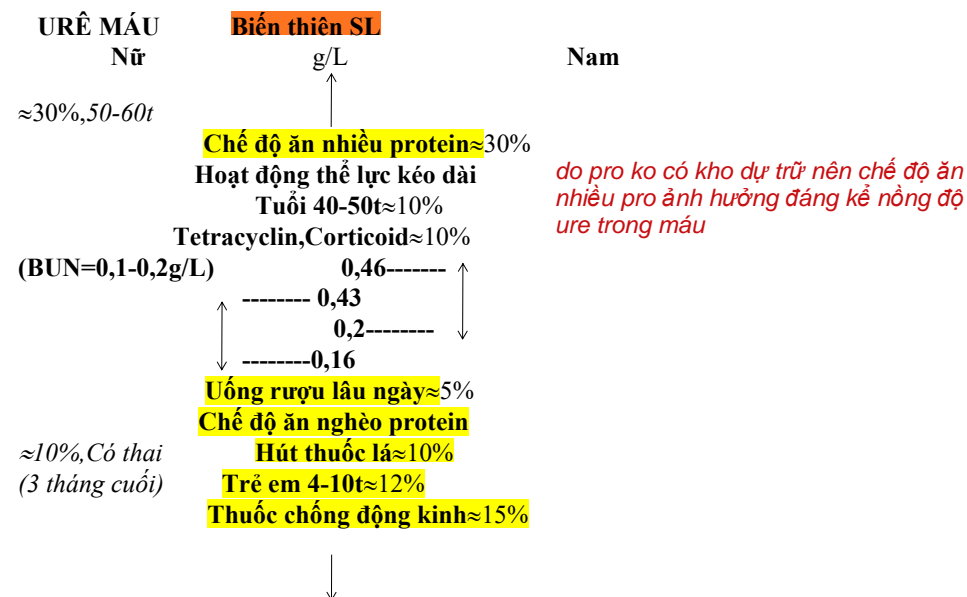 URÊ MÁU Biến thiên SL
Nữ g/L Nam
≈30%,50-60t
Chế độ ăn nhiều protein≈30%
Hoạt động thể lực kéo dài
Tuổi 40-50t≈10%
Tetracyclin,Corticoid≈10%
do pro ko có kho dự trữ nên chế độ ăn
nhiều pro ảnh hưởng đáng kể nồng độ
ure trong máu
(BUN=0,1-0,2g/L) 0,46-------
-------- 0,43
0,2--------
--------0,16
Uống rượu lâu ngày≈5%
Chế độ ăn nghèo protein
≈10%,Có thai Hút thuốc lá≈10%
(3 tháng cuối) Trẻ em 4-10t≈12%
Thuốc chống động kinh≈15%